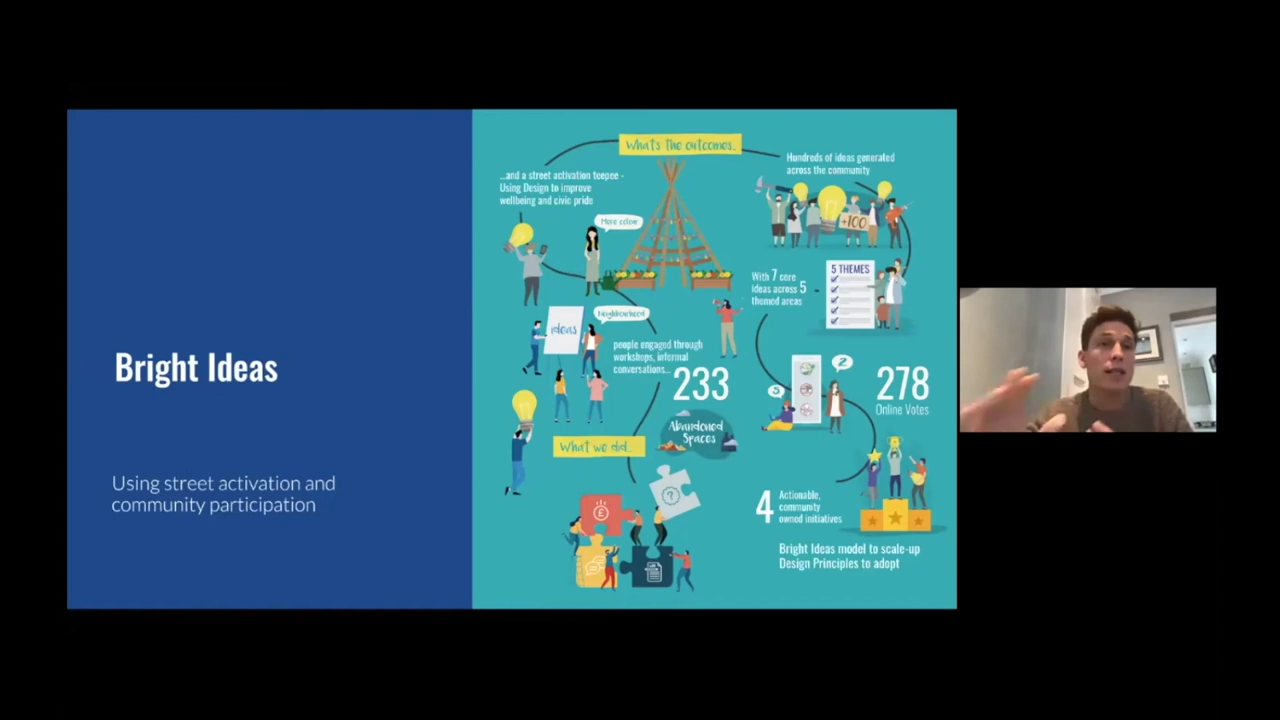 Bright Ideas
Using street activation and
community participation
What's the outcomes..
...and a street activation teepee -
Using Design to improve
wellbeing and civic pride
More colour
ideas
Neighbourhood
people engaged through
workshops, informal
conversations...
233
Abandoned
Spaces
What we did...
?
£
Hundreds of ideas generated
across the community
+100
With 7 core
ideas across 5
themed areas
5 THEMES
278
Online Votes
4
Actionable,
community
owned initiatives
Bright Ideas model to scale-up
Design Principles to adopt